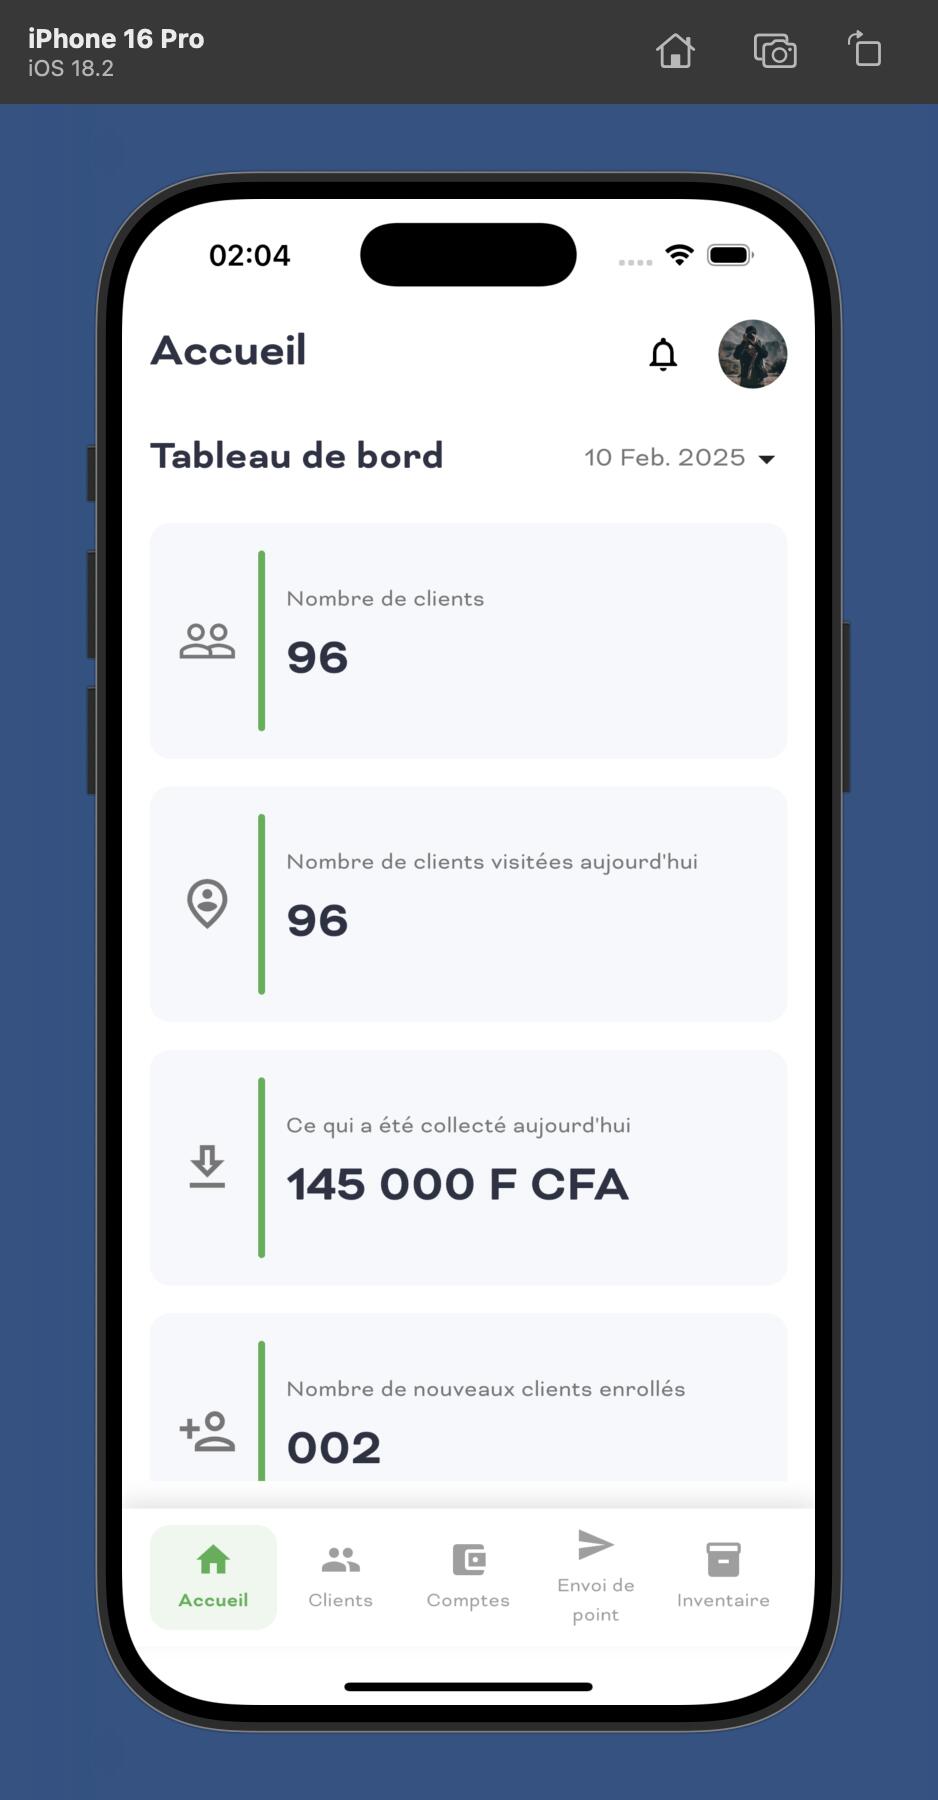 iPhone 16 Pro
iOS 18.2
02:04
Accueil
Tableau de bord
10 Feb. 2025
Nombre de clients
96
Nombre de clients visitées aujourd'hui
96
Ce qui a été collecté aujourd'hui
145 000 F CFA
Nombre de nouveaux clients enrollés
002
Accueil
Clients
Comptes
Envoi de
point
Inventaire